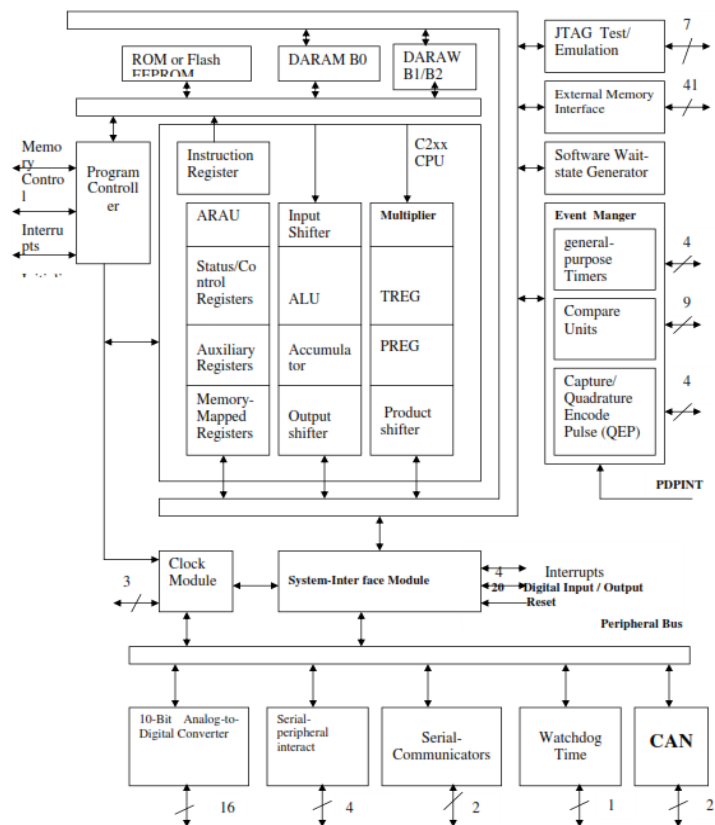 ROM or Flash
EEPROM
DARAM B0
DARAW
B1/B2
JTAG Test/
Emulation
7
External Memory
Interface
41
Software Wait-
state Generator
Memo
ry
Contro
l
Interru
pts
Program
Controll
er
Instruction
Register
C2xx
CPU
ARAU
Status/Co
ntrol
Registers
Auxiliary
Registers
Memory-
Mapped
Registers
Input
Shifter
ALU
Accumula
tor
Output
shifter
Multiplier
TREG
PREG
Product
shifter
Event Manger
general-
purpose
Timers
4
Compare
Units
9
Capture/
Quadrature
Encode
Pulse (QEP)
4
PDPINT
Clock
Module
3
System-Inter face Module
4
Interrupts
20
Digital Input / Output
Reset
Peripheral Bus
10-Bit Analog-to-
Digital Converter
16
Serial-
peripheral
interact
4
Serial-
Communicators
2
Watchdog
Time
1
CAN
2